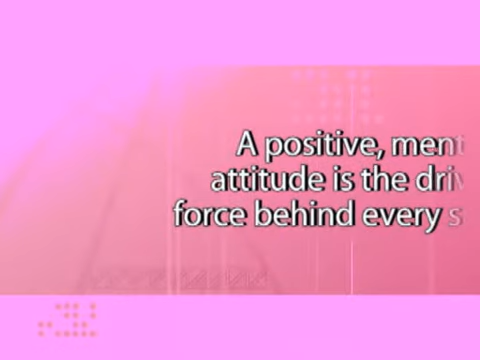 A positive, ment
attitude is the driv
force behind every s